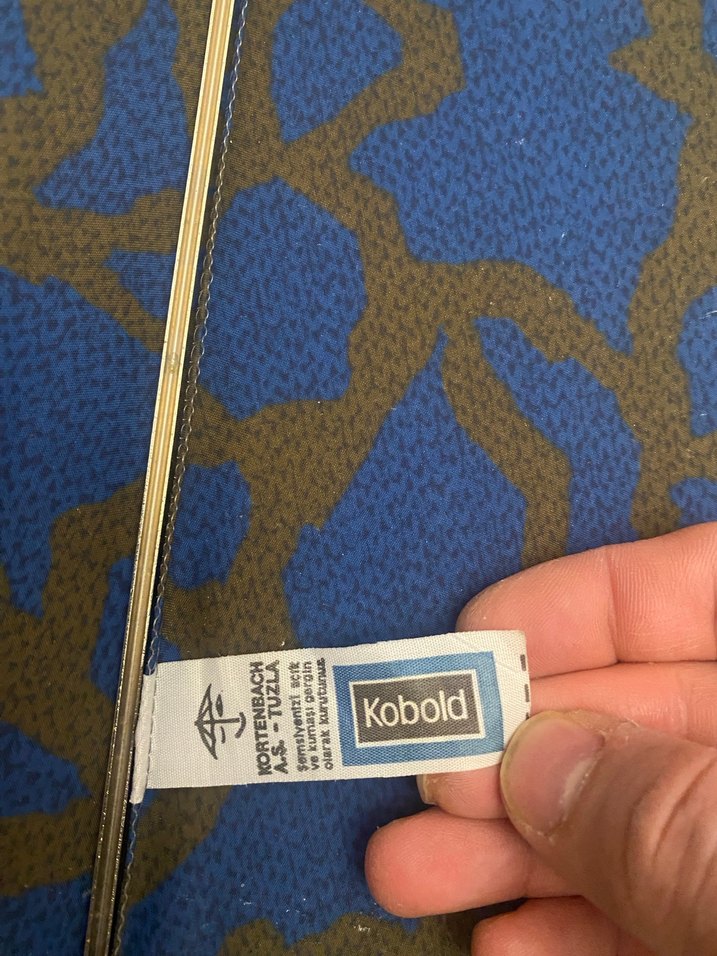 KORTENBACH
A.S. - TUZLA
Şemsiyenizi açık
ve kumaşı gergin
olarak kurutunuz
Kobold